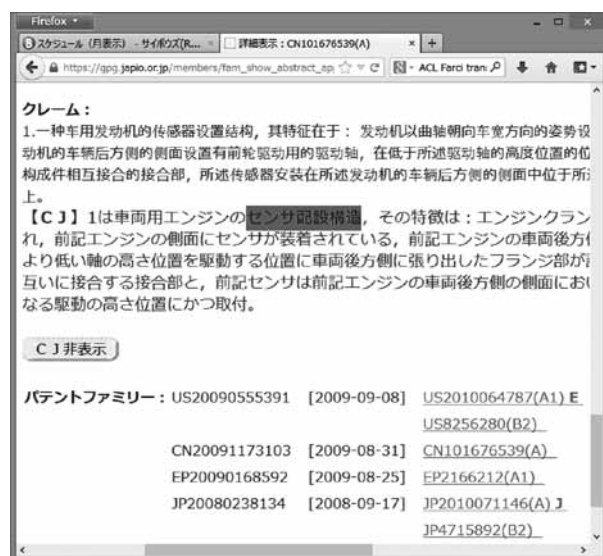 Firefox
スケジュール（月表示） - サイボウズ(R... ×
詳細表示：CN101676539(A) × +
https://gpg.japio.or.jp/members/fam_show_abstract_ap ACL Farci tran
クレーム：
1.一种车用发动机的传感器设置结构，其特征在于： 发动机以曲轴朝向车宽方向的姿势设
动机的车辆后方侧的侧面设置有前轮驱动用的驱动轴，在低于所述驱动轴的高度位置的位
构成件相互接合的接合部，所述传感器安装在所述发动机的车辆后方侧的侧面中位于所
上。
【ＣＪ】1は車両用エンジンのセンサ配設構造，その特徴は：エンジンクラン
れ，前記エンジンの側面にセンサが装着されている，前記エンジンの車両後方
より低い軸の高さ位置を駆動する位置に車両後方側に張り出したフランジ部が
互いに接合する接合部と，前記センサは前記エンジンの車両後方側の側面にお
なる駆動の高さ位置にかつ取付。
ＣＪ非表示
パテントファミリー：US20090555391 [2009-09-08] US2010064787(A1) E
US8256280(B2)
CN20091173103 [2009-08-31] CN101676539(A)
EP20090168592 [2009-08-25] EP2166212(A1)
JP20080238134 [2008-09-17] JP2010071146(A) J
JP4715892(B2)